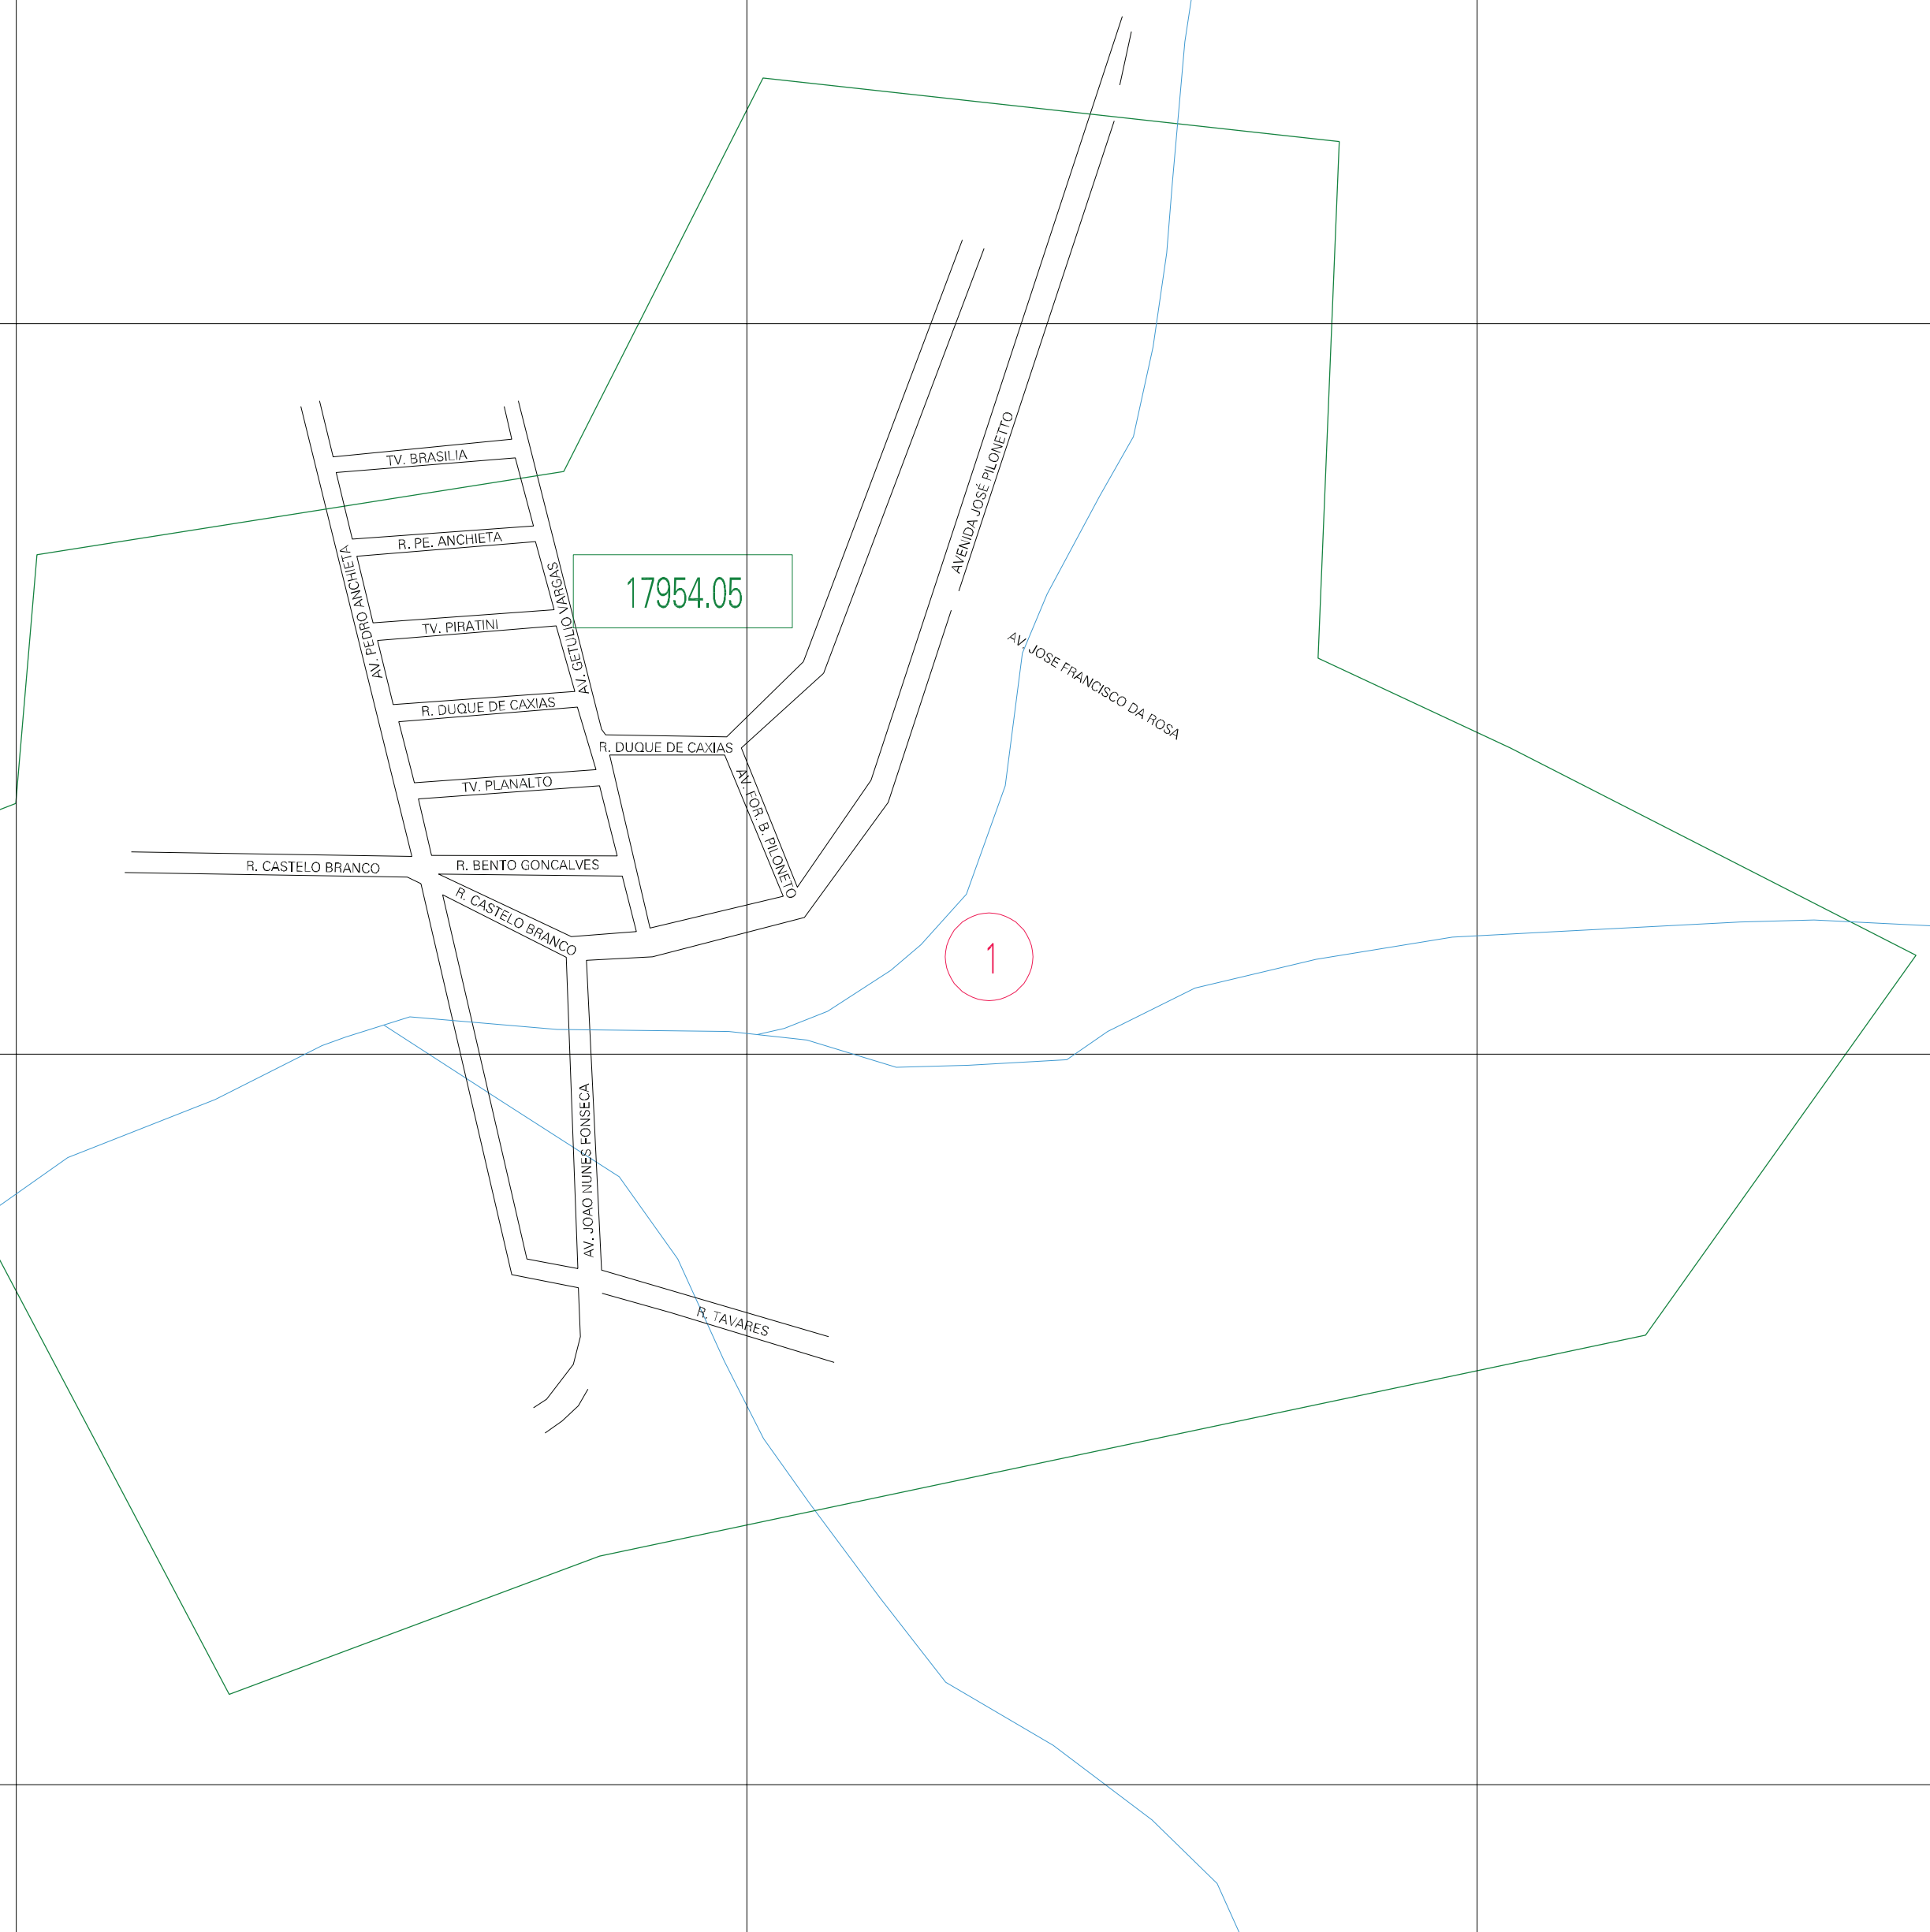 TV. BRASILIA
R. PE. ANCHIETA
AV. PEDRO ANCHIETA
AV. GETULIO VARGAS
17954.05
AVENIDA JOSÉ PILONETTO
TV. PIRATINI
AV. JOSE FRANCISCO DA ROSA
R. DUQUE DE CAXIAS
R. DUQUE DE CAXIAS
TV. PLANALTO
AV. FOR. B. PILONETO
R. CASTELO BRANCO
R. BENTO GONCALVES
R. CASTELO BRANCO
1
AV. JOAO NUNES FONSECA
R. TAVARES